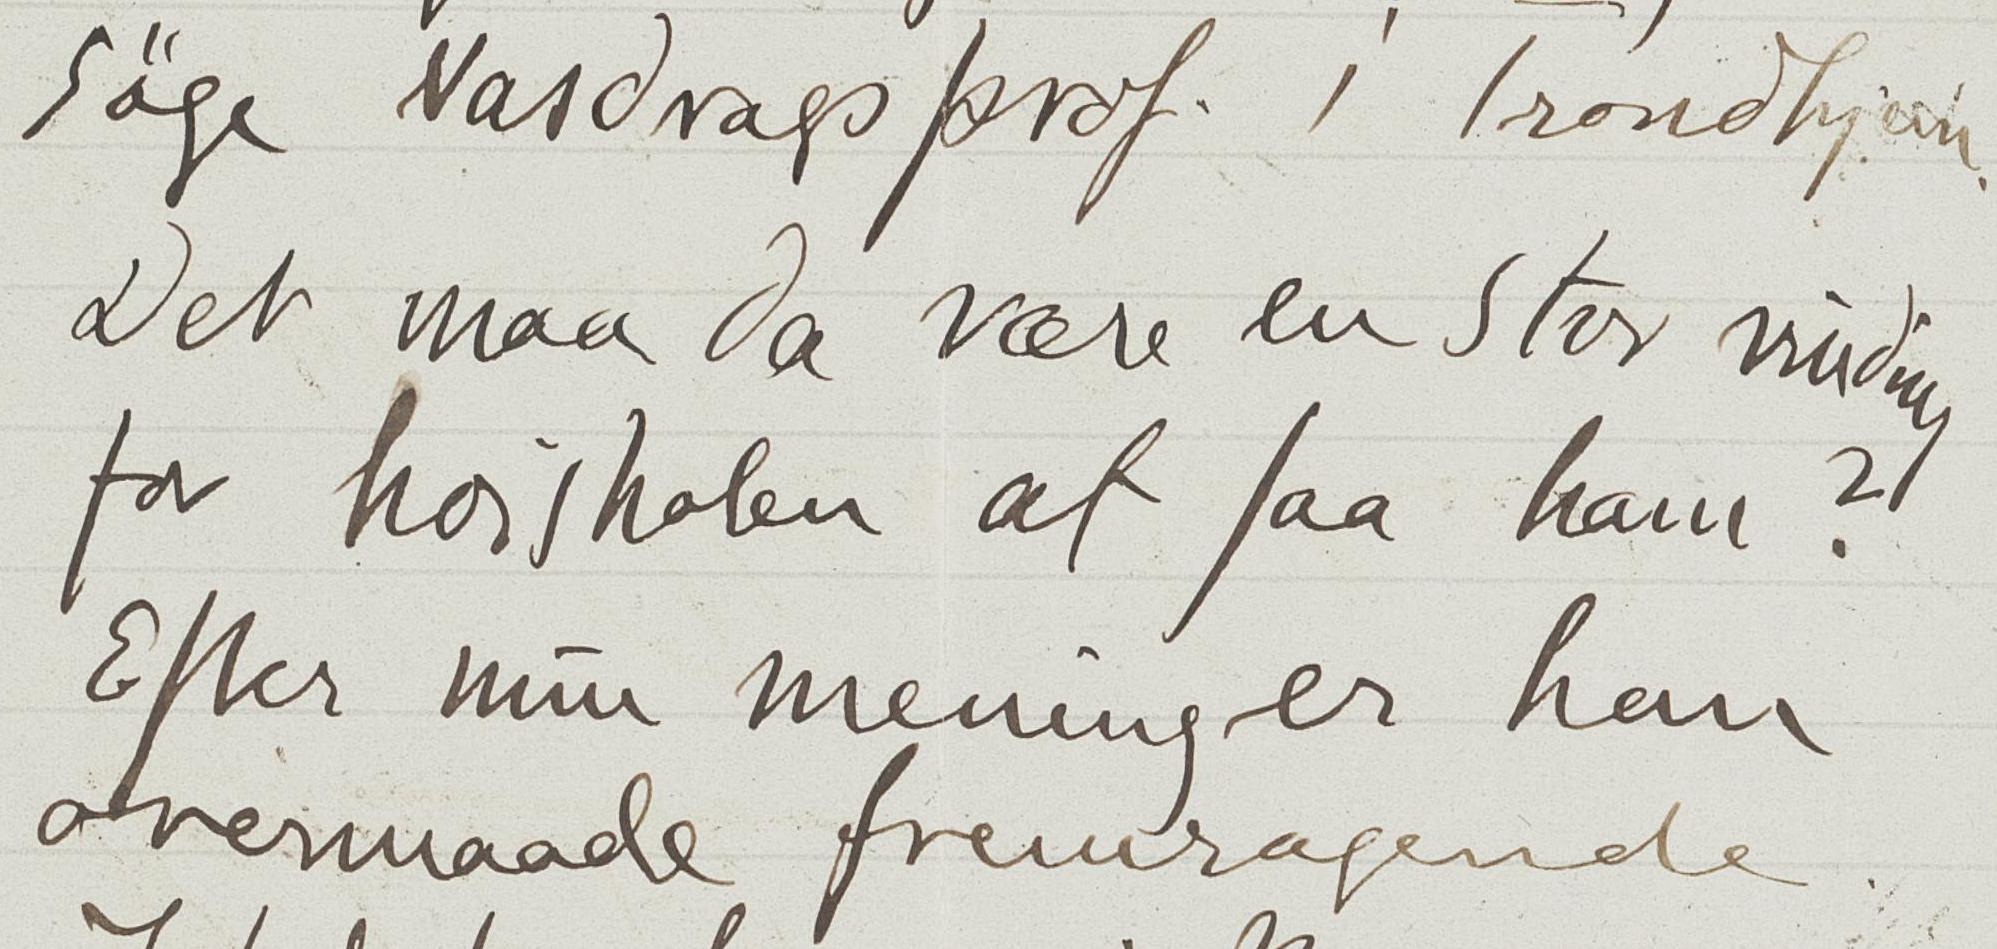 söge Vasdragsprof. i Trondhjem.
Det maa da være en stor vinding
for høiskolen at faa ham?
Efter min mening er han
overmaade fremragende.